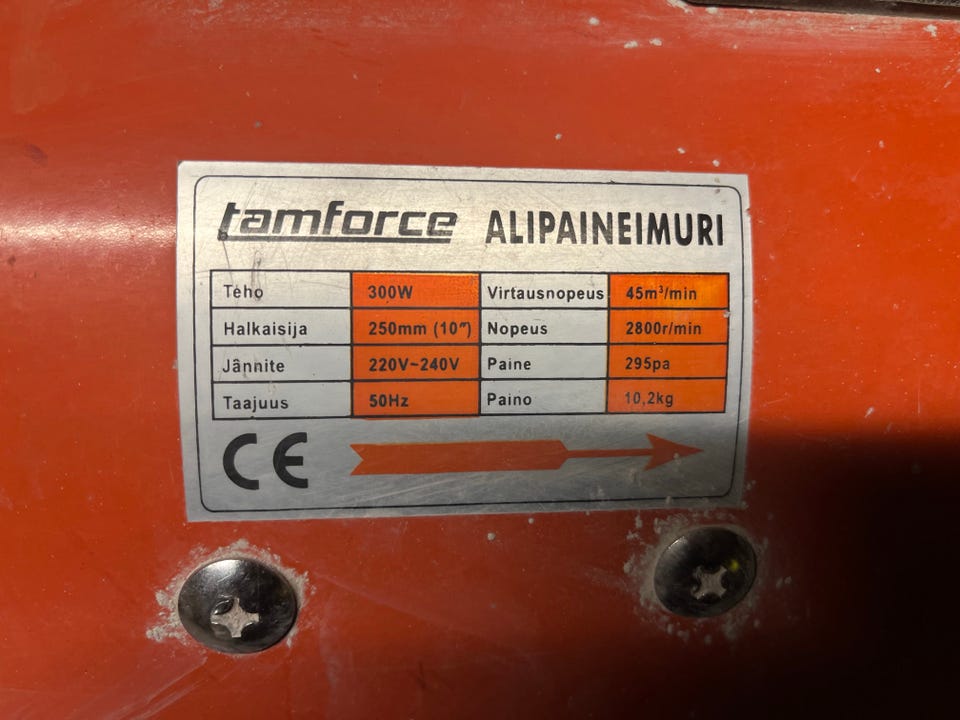 tamforce ALIPAINEIMURI
Teho 300W Virtausnopeus 45m³/min
Halkaisija 250mm (10″) Nopeus 2800r/min
Jännite 220V~240V Paine 295pa
Taajuus 50Hz Paino 10,2kg
CE